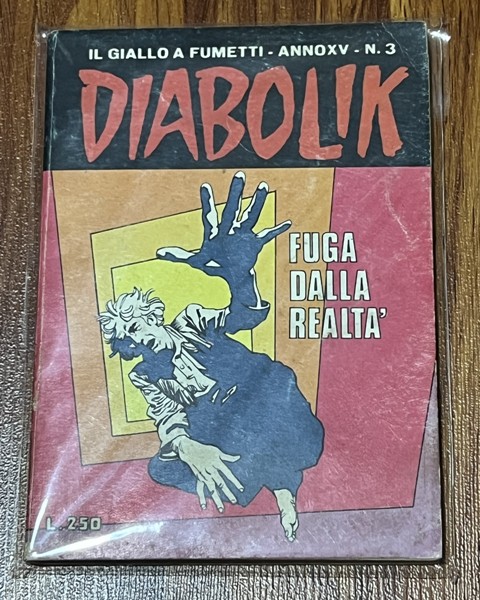 IL GIALLO A FUMETTI - ANNOXV - N. 3
DIABOLIK
FUGA
DALLA
REALTA'
L. 250